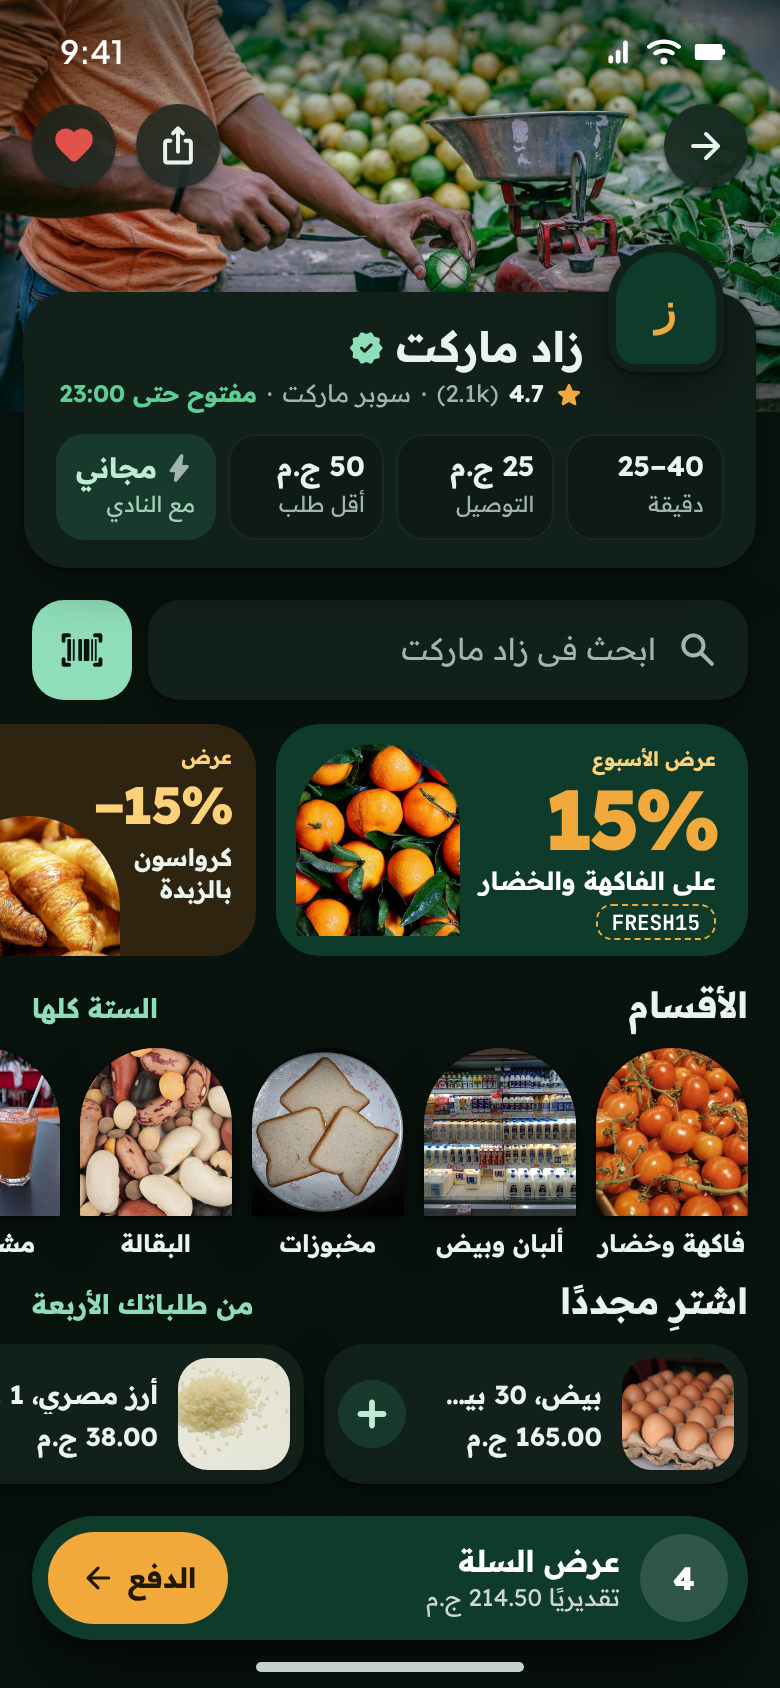 9:41
ز
زاد ماركت
4.7 (2.1k) · سوبر ماركت · مفتوح حتى 23:00
25–40
دقيقة
25 ج.م
التوصيل
50 ج.م
أقل طلب
مجاني
مع النادي
ابحث في زاد ماركت
عرض الأسبوع
15%
على الفاكهة والخضار
FRESH15
عرض
–15%
كرواسون
بالزبدة
الأقسام
الستة كلها
فاكهة وخضار
ألبان وبيض
مخبوزات
البقالة
مش
اشترِ مجددًا
من طلباتك الأربعة
بيض، 30 بيـ...
165.00 ج.م
أرز مصري، 1
38.00 ج.م
4
عرض السلة
تقديريًا 214.50 ج.م
الدفع